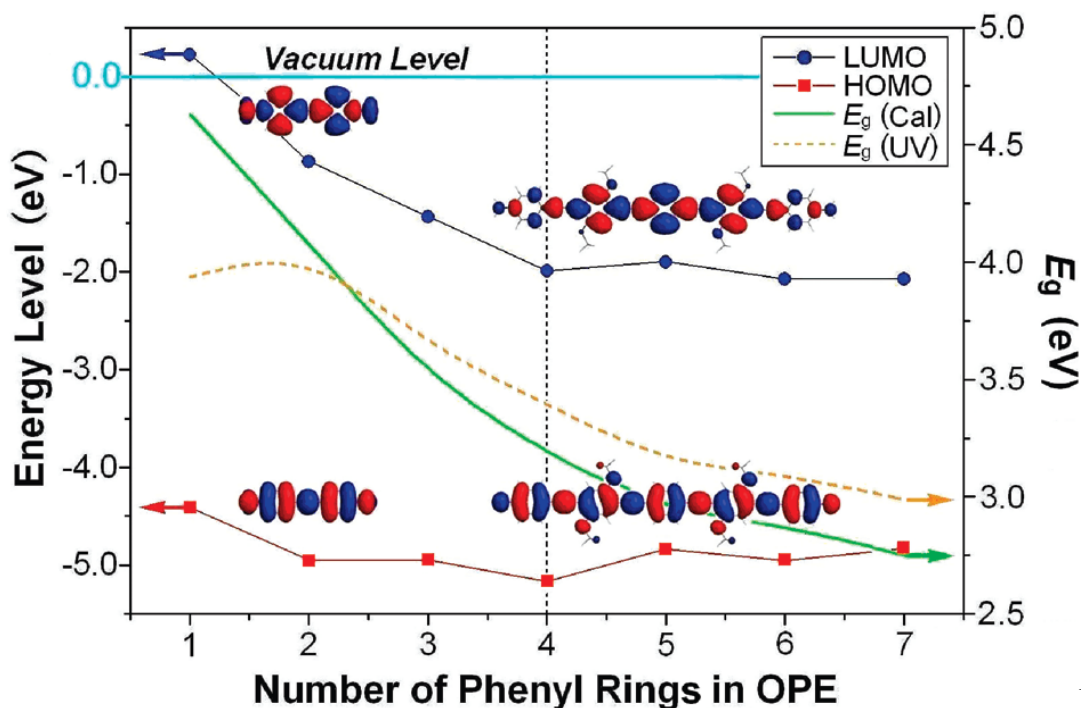 Energy Level (eV)
0.0
-1.0
-2.0
-3.0
-4.0
-5.0
Vacuum Level
LUMO
HOMO
Eg (Cal)
Eg (UV)
5.0
4.5
4.0
3.5
3.0
2.5
Eg (eV)
1 2 3 4 5 6 7
Number of Phenyl Rings in OPE